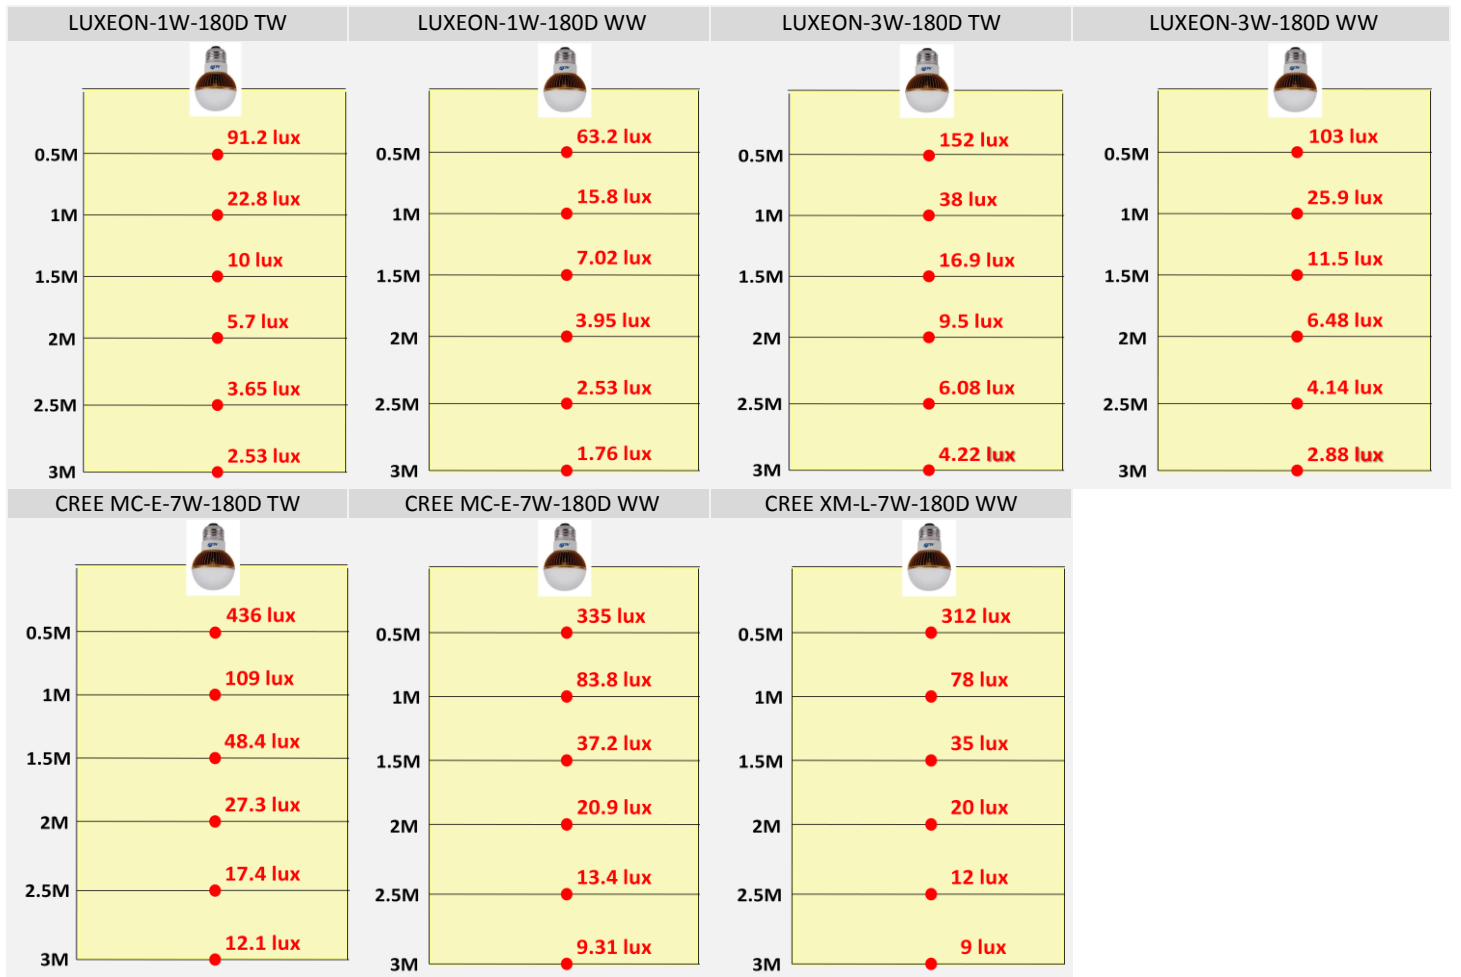 LUXEON-1W-180D TW
91.2 lux
0.5M
22.8 lux
1M
10 lux
1.5M
5.7 lux
2M
3.65 lux
2.5M
2.53 lux
3M
LUXEON-1W-180D WW
63.2 lux
0.5M
15.8 lux
1M
7.02 lux
1.5M
3.95 lux
2M
2.53 lux
2.5M
1.76 lux
3M
LUXEON-3W-180D TW
152 lux
0.5M
38 lux
1M
16.9 lux
1.5M
9.5 lux
2M
6.08 lux
2.5M
4.22 lux
3M
LUXEON-3W-180D WW
103 lux
0.5M
25.9 lux
1M
11.5 lux
1.5M
6.48 lux
2M
4.14 lux
2.5M
2.88 lux
3M
CREE MC-E-7W-180D TW
436 lux
0.5M
109 lux
1M
48.4 lux
1.5M
27.3 lux
2M
17.4 lux
2.5M
12.1 lux
3M
CREE MC-E-7W-180D WW
335 lux
0.5M
83.8 lux
1M
37.2 lux
1.5M
20.9 lux
2M
13.4 lux
2.5M
9.31 lux
3M
CREE XM-L-7W-180D WW
312 lux
0.5M
78 lux
1M
35 lux
1.5M
20 lux
2M
12 lux
2.5M
9 lux
3M